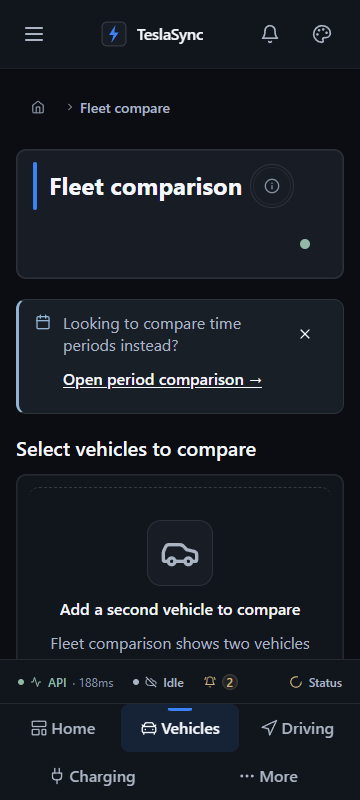 TeslaSync
Fleet compare
Fleet comparison
Looking to compare time
periods instead?
Open period comparison →
Select vehicles to compare
Add a second vehicle to compare
Fleet comparison shows two vehicles
API · 188ms Idle 2 Status
Home Vehicles Driving
Charging More